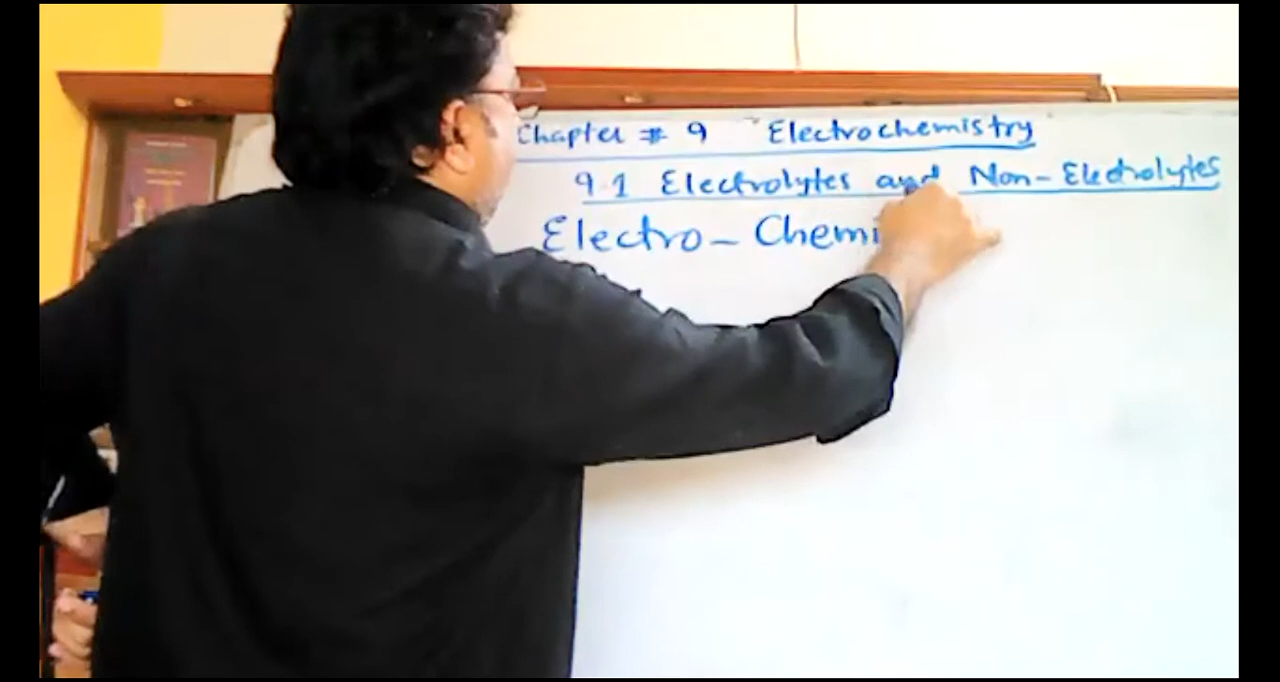 Chapter # 9 Electrochemistry
9.1 Electrolytes and Non-Electrolytes
Electro-Chemi